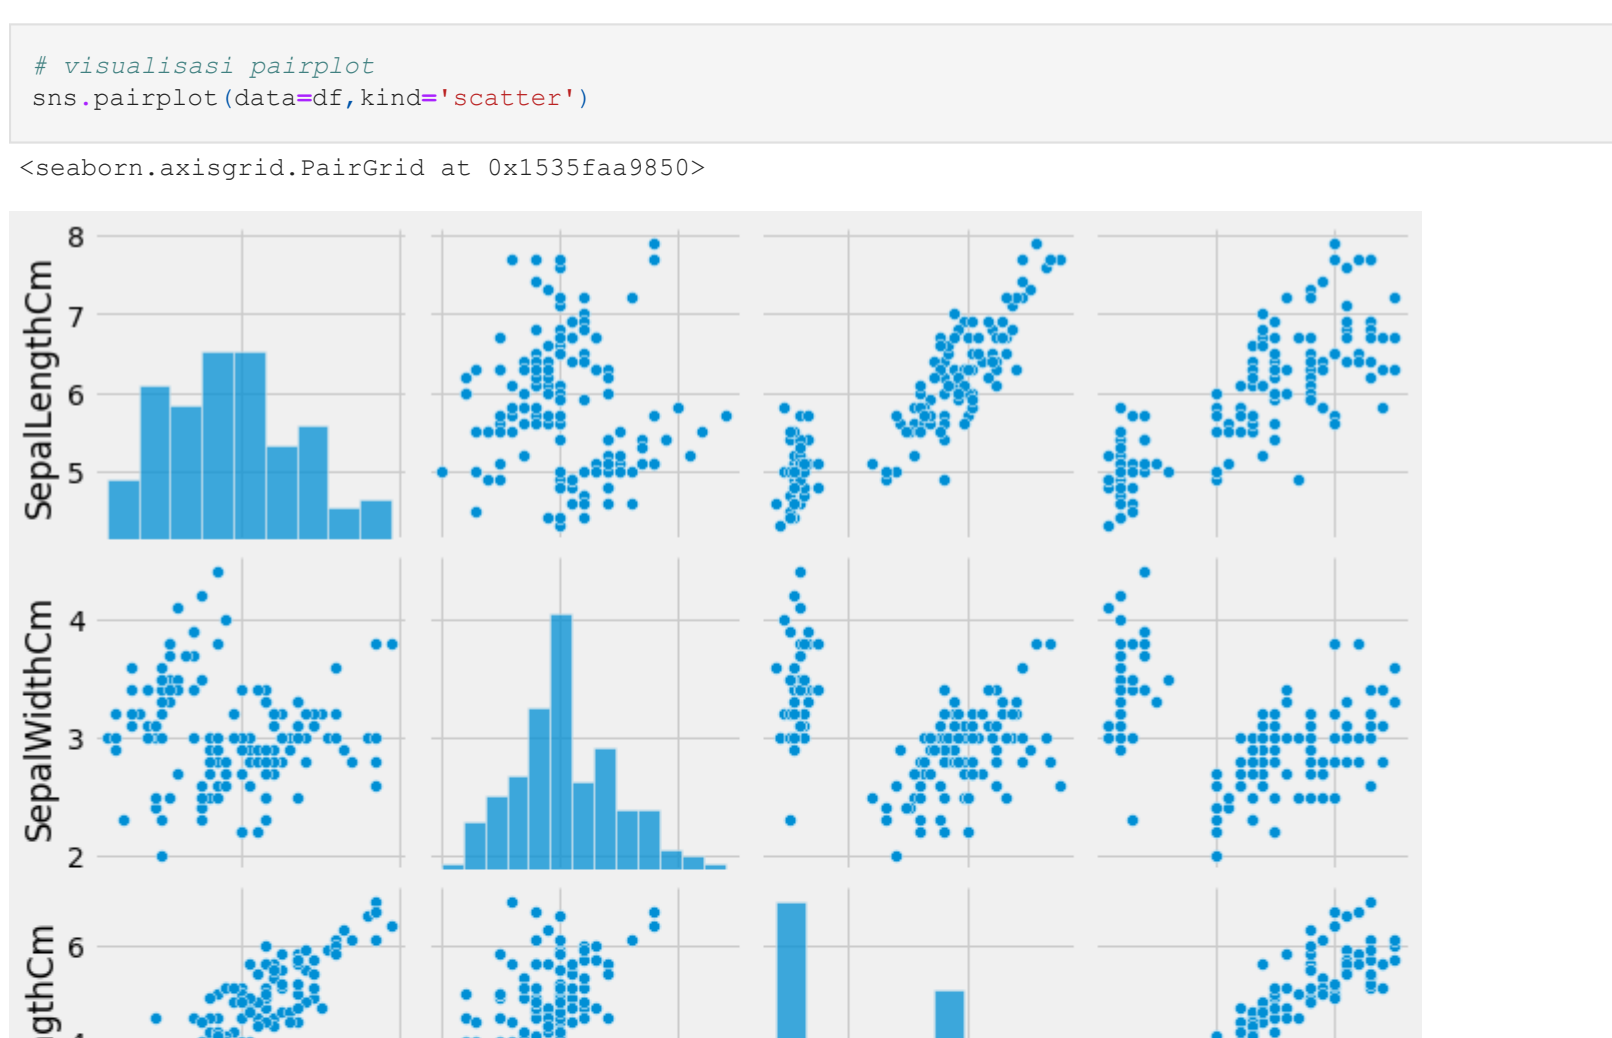 # visualisasi pairplot
sns.pairplot(data=df,kind='scatter')
<seaborn.axisgrid.PairGrid at 0x1535faa9850>
8
7
6
5
SepalLengthCm
4
3
2
SepalWidthCm
6
gthCm